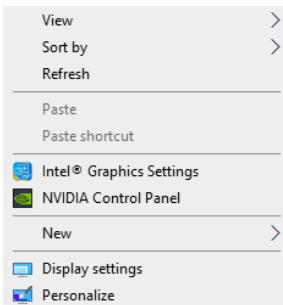 View
Sort by
Refresh
Paste
Paste shortcut
Intel® Graphics Settings
NVIDIA Control Panel
New
Display settings
Personalize